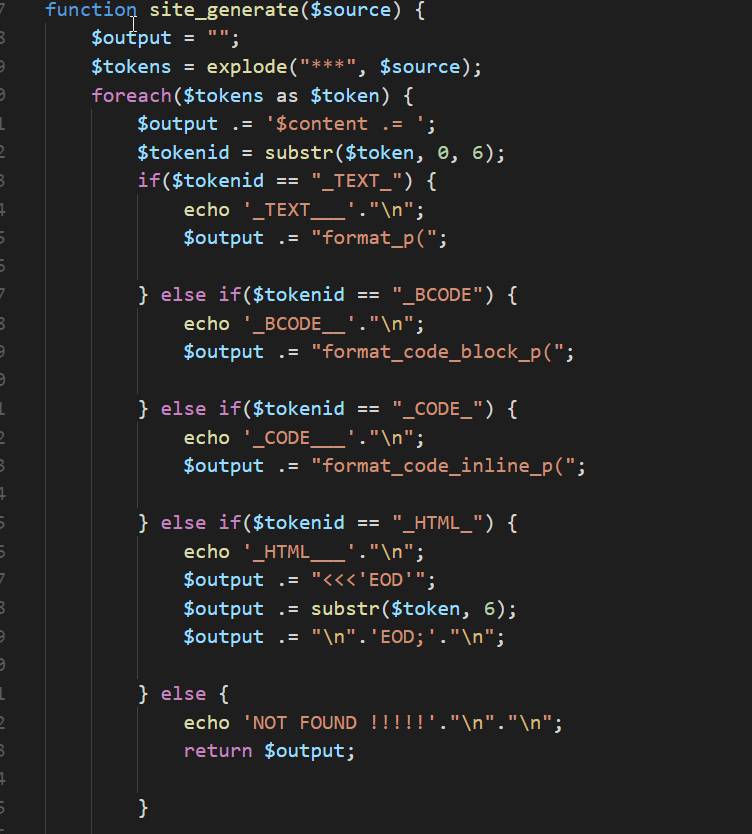 7 function site_generate($source) {
8     $output = "";
9     $tokens = explode("***", $source);
0     foreach($tokens as $token) {
1         $output .= '$content .= ';
2         $tokenid = substr($token, 0, 6);
3         if($tokenid == "_TEXT_") {
4             echo '_TEXT___'."\n";
5             $output .= "format_p(";
6
7         } else if($tokenid == "_BCODE") {
8             echo '_BCODE__'."\n";
9             $output .= "format_code_block_p(";
0
1         } else if($tokenid == "_CODE_") {
2             echo '_CODE___'."\n";
3             $output .= "format_code_inline_p(";
4
5         } else if($tokenid == "_HTML_") {
6             echo '_HTML___'."\n";
7             $output .= "<<<'EOD'";
8             $output .= substr($token, 6);
9             $output .= "\n".'EOD;'."\n";
0
1         } else {
2             echo 'NOT FOUND !!!!!'."\n"."\n";
3             return $output;
4
5         }